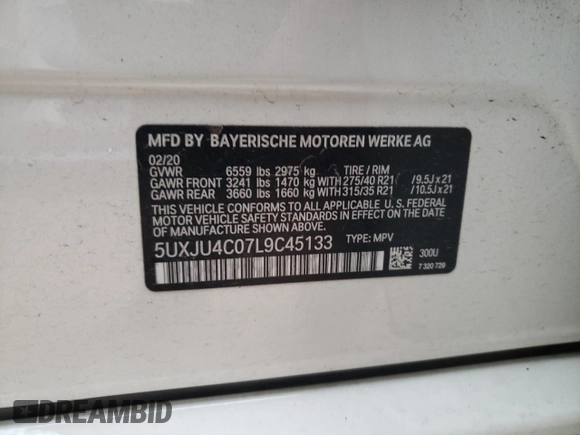 MFD BY BAYERISCHE MOTOREN WERKE AG
02/20
GVWR 6559 lbs 2975 kg TIRE / RIM
GAWR FRONT 3241 lbs 1470 kg WITH 275/40 R21 /9.5J x 21
GAWR REAR 3660 lbs 1660 kg WITH 315/35 R21 /10.5J x 21
THIS VEHICLE CONFORMS TO ALL APPLICABLE U. S. FEDERAL
MOTOR VEHICLE SAFETY STANDARDS IN EFFECT ON THE DATE
OF MANUFACTURE SHOWN ABOVE.
5UXJU4C07L9C45133 TYPE: MPV
300U
7 320 729
DREAMBID